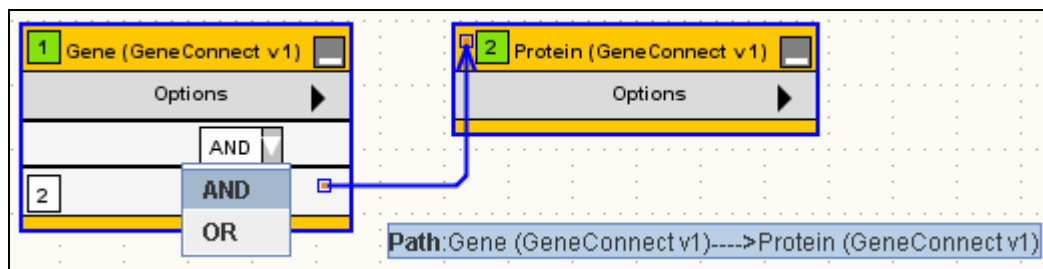 1 Gene (GeneConnect v1)
Options
AND
2
AND
OR
2 Protein (GeneConnect v1)
Options
Path:Gene (GeneConnect v1)---->Protein (GeneConnect v1)